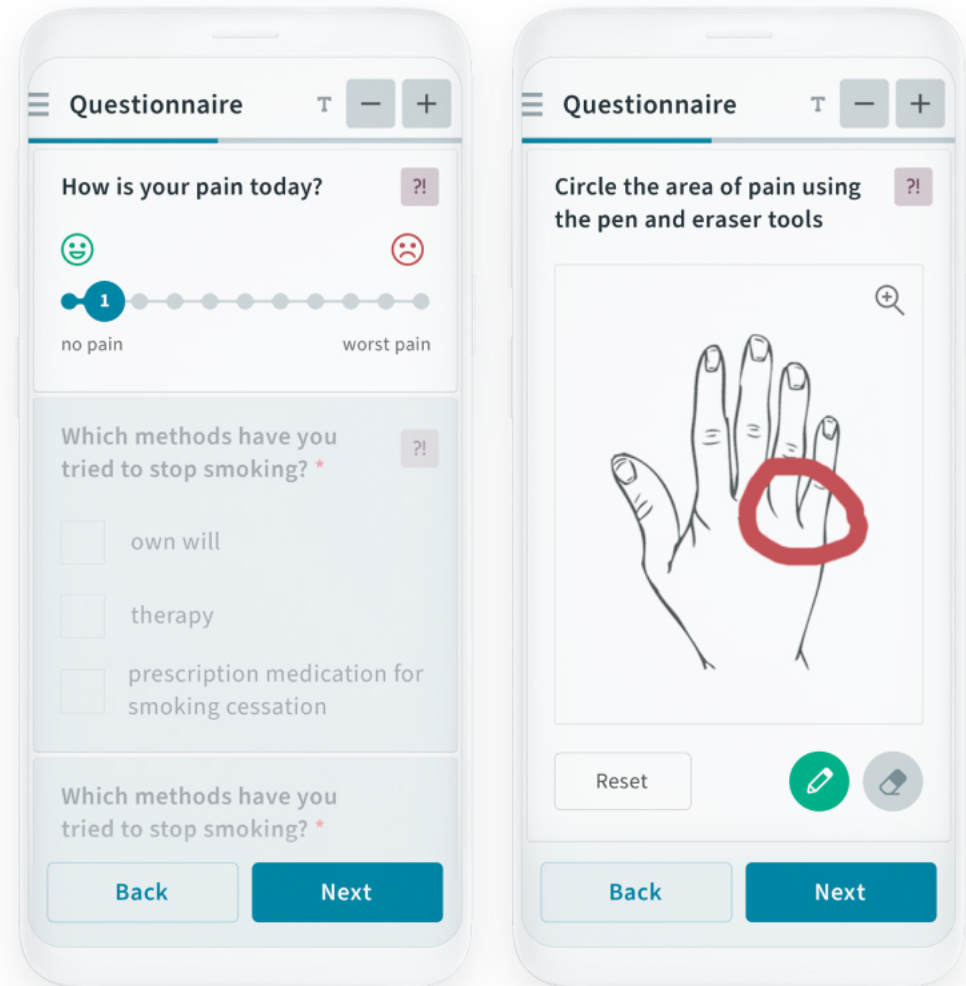 Questionnaire T − +
How is your pain today? ?!
1
no pain worst pain
Which methods have you
tried to stop smoking? * ?!
own will
therapy
prescription medication for
smoking cessation
Which methods have you
tried to stop smoking? *
Back Next
Questionnaire T − +
Circle the area of pain using
the pen and eraser tools ?!
Reset
Back Next